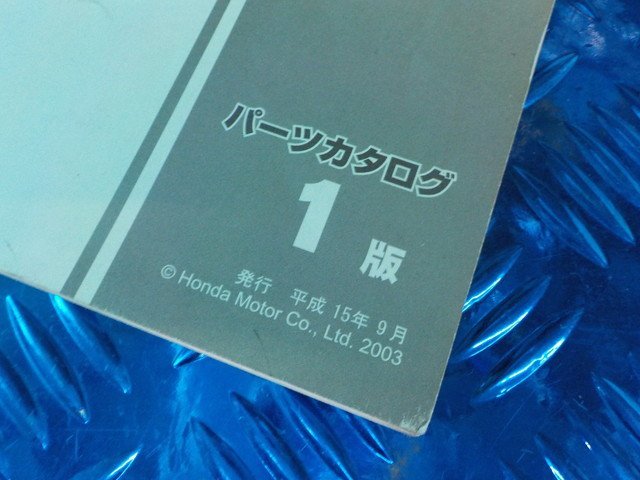 パーツカタログ
1版
発行 平成 15年 9月
© Honda Motor Co., Ltd. 2003